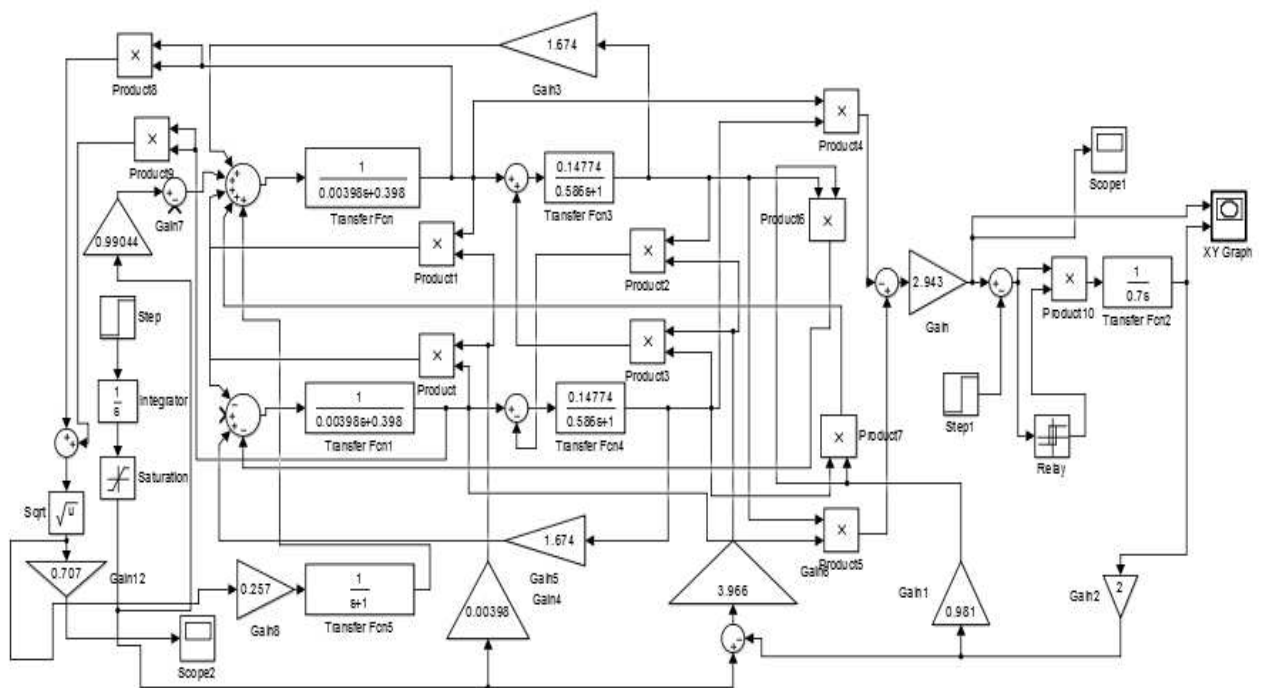 1.674
×
Product8
Gain3
×
Product4
×
Product9
Scope1
1
0.00398s+0.398
Transfer Fcn
0.14774
0.586s+1
Transfer Fcn3
×
Product6
XY Graph
0.99044
Gain7
×
Product1
×
Product2
2.943
Gain
×
Product10
1
0.7s
Transfer Fcn2
Step
×
Product
×
Product3
1
s
Integrator
1
0.00398s+0.398
Transfer Fcn1
0.14774
0.586s+1
Transfer Fcn4
×
Product7
Step1
Relay
Saturation
Sqrt
√u
1.674
Gain5
Gain4
×
Product5
Gain6
0.707
Gain12
0.257
Gain8
1
s+1
Transfer Fcn5
0.00398
3.966
Gain1
0.981
Gain2
2
Scope2